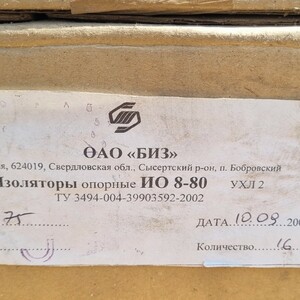 ОАО «БИЗ»
624019, Свердловская обл., Сысертский р-он, п. Бобровский
Изоляторы опорные ИО 8-80 УХЛ 2
ТУ 3494-004-39903592-2002
75 ДАТА 10.09 200
Количество 16